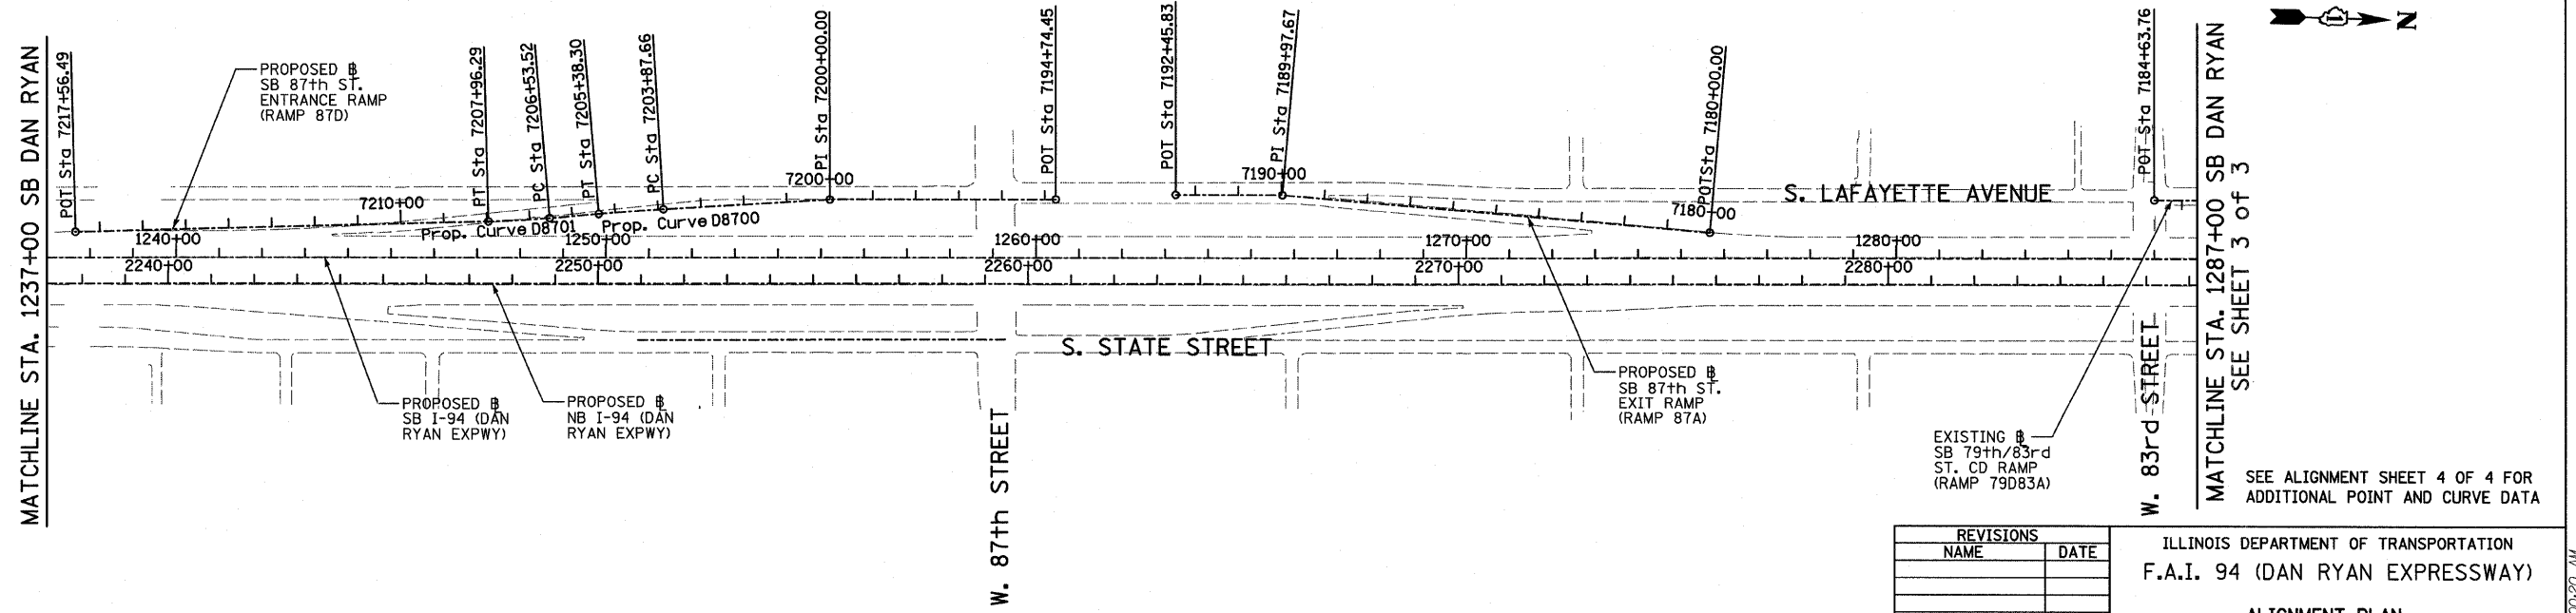 MATCHLINE STA. 1237+00 SB DAN RYAN
POT Sta 7217+56.49
PROPOSED ℄
SB 87th ST.
ENTRANCE RAMP
(RAMP 87D)
PT Sta 7207+96.29
PC Sta 7206+53.52
PT Sta 7205+38.30
PC Sta 7203+87.66
PI Sta 7200+00.00
POT Sta 7194+74.45
POT Sta 7192+45.83
PI Sta 7189+97.67
POTSta 7180+00.00
POT Sta 7184+63.76
MATCHLINE STA. 1287+00 SB DAN RYAN
SEE SHEET 3 of 3
N
7210+00
7200+00
7190+00
7180+00
S. LAFAYETTE AVENUE
Prop. Curve D8701
Prop. Curve D8700
1240+00
1250+00
1260+00
1270+00
1280+00
2240+00
2250+00
2260+00
2270+00
2280+00
S. STATE STREET
PROPOSED ℄
SB I-94 (DAN
RYAN EXPWY)
PROPOSED ℄
NB I-94 (DAN
RYAN EXPWY)
W. 87th STREET
PROPOSED ℄
SB 87th ST.
EXIT RAMP
(RAMP 87A)
EXISTING ℄
SB 79th/83rd
ST. CD RAMP
(RAMP 79D83A)
W. 83rd STREET
SEE ALIGNMENT SHEET 4 OF 4 FOR
ADDITIONAL POINT AND CURVE DATA
REVISIONS
NAME DATE
ILLINOIS DEPARTMENT OF TRANSPORTATION
F.A.I. 94 (DAN RYAN EXPRESSWAY)
ALIGNMENT PLAN